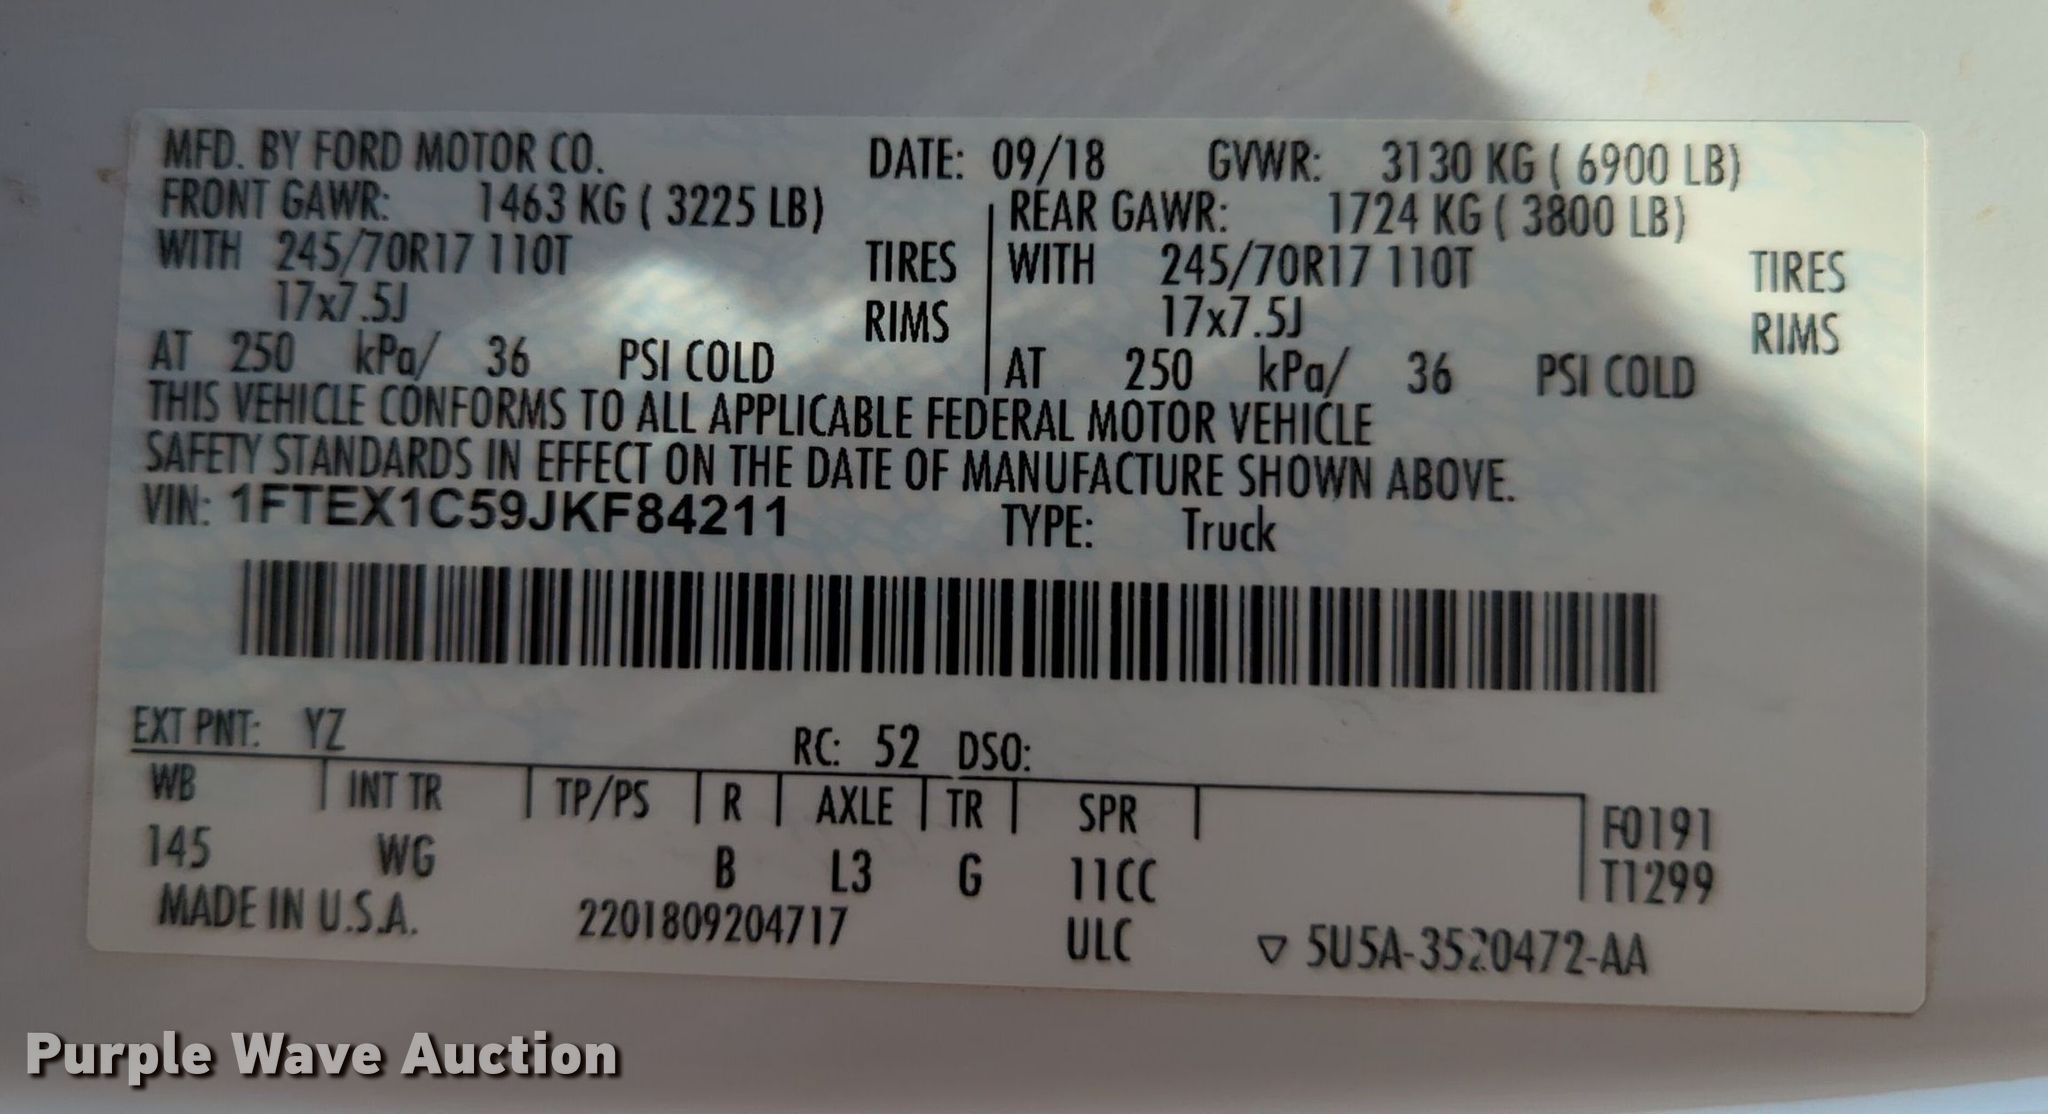 MFD. BY FORD MOTOR CO. DATE: 09/18 GVWR: 3130 KG ( 6900 LB)
FRONT GAWR: 1463 KG ( 3225 LB) REAR GAWR: 1724 KG ( 3800 LB)
WITH 245/70R17 110T TIRES WITH 245/70R17 110T TIRES
17x7.5J RIMS 17x7.5J RIMS
AT 250 kPa/ 36 PSI COLD AT 250 kPa/ 36 PSI COLD
THIS VEHICLE CONFORMS TO ALL APPLICABLE FEDERAL MOTOR VEHICLE
SAFETY STANDARDS IN EFFECT ON THE DATE OF MANUFACTURE SHOWN ABOVE.
VIN: 1FTEX1C59JKF84211 TYPE: Truck
EXT PNT: YZ RC: 52 DSO:
WB INT TR TP/PS R AXLE TR SPR F0191
145 WG B L3 G 11CC T1299
MADE IN U.S.A. 2201809204717 ULC ▽ 5U5A-3520472-AA
Purple Wave Auction